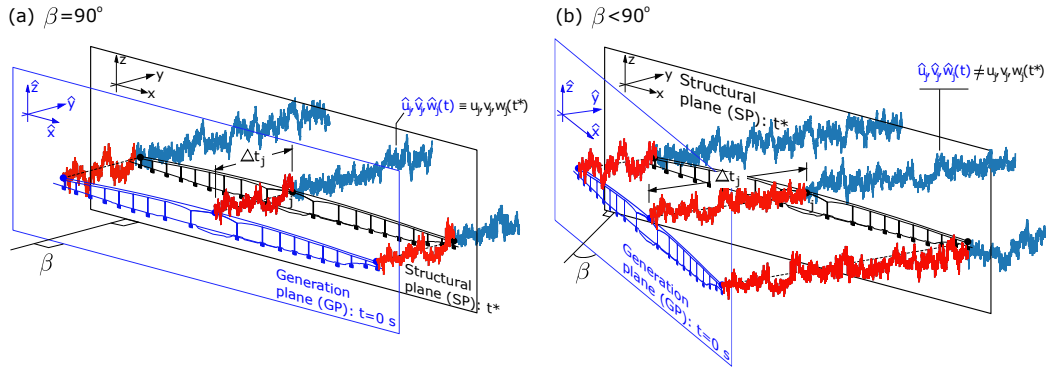 (a) β=90°
z
y
x
ẑ
ŷ
x̂
û_j,v̂_j,ŵ_j(t) ≡ u_j,v_j,w_j(t*)
Δt_j
β
Generation
plane (GP): t=0 s
Structural
plane (SP): t*
(b) β<90°
z
y
x
ẑ
ŷ
x̂
Structural
plane (SP): t*
û_j,v̂_j,ŵ_j(t) ≠ u_j,v_j,w_j(t*)
Δt_j
β
Generation
plane (GP): t=0 s